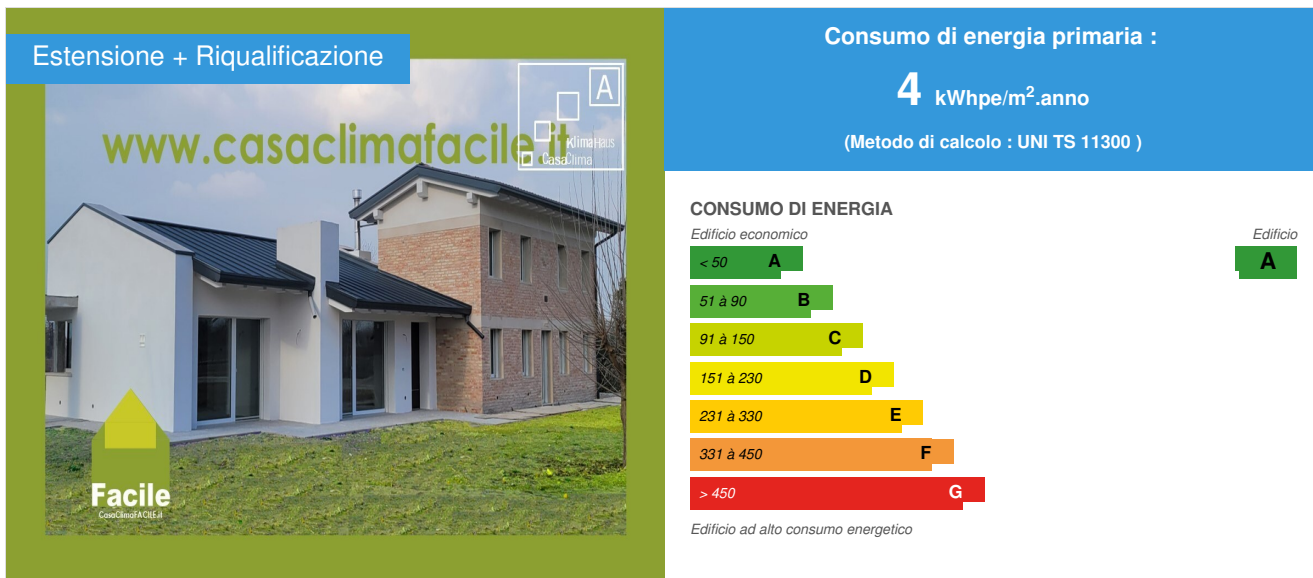 Estensione + Riqualificazione
A
www.casaclimafacile.it
KlimaHaus
CasaClima
Facile
CasaClimaFACILE.it
Consumo di energia primaria :
4 kWhpe/m².anno
(Metodo di calcolo : UNI TS 11300 )
CONSUMO DI ENERGIA
Edificio economico
Edificio
< 50 A
A
51 à 90 B
91 à 150 C
151 à 230 D
231 à 330 E
331 à 450 F
> 450 G
Edificio ad alto consumo energetico